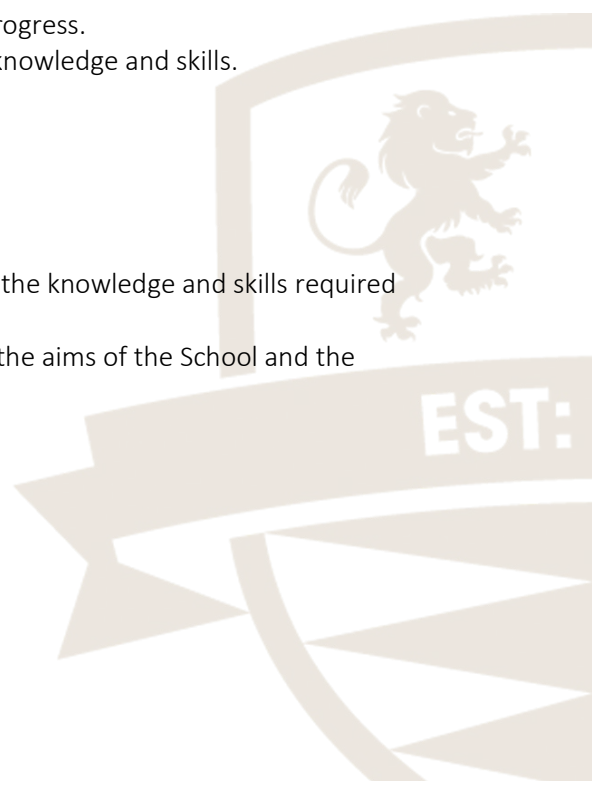 rogress.
knowledge and skills.
the knowledge and skills required
the aims of the School and the
EST: